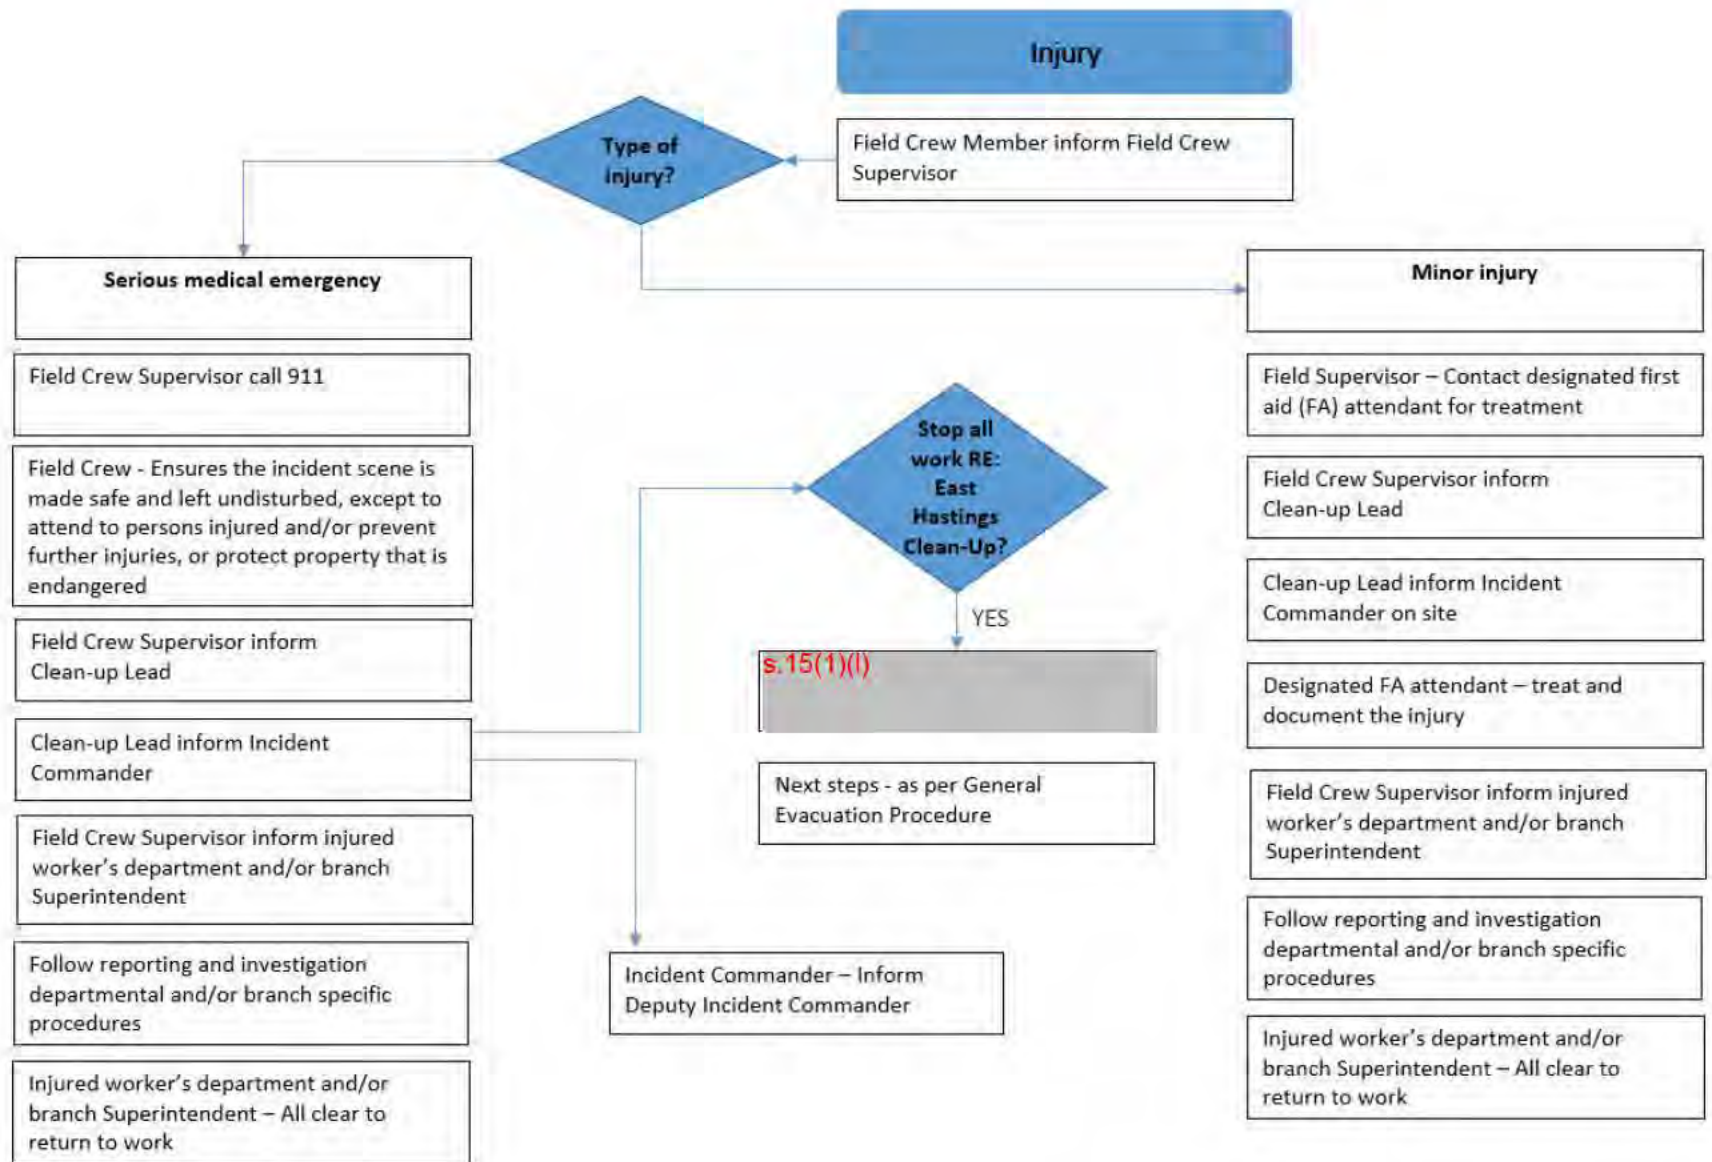 Injury
Field Crew Member inform Field Crew
Supervisor
Type of
injury?
Serious medical emergency
Field Crew Supervisor call 911
Field Crew - Ensures the incident scene is
made safe and left undisturbed, except to
attend to persons injured and/or prevent
further injuries, or protect property that is
endangered
Field Crew Supervisor inform
Clean-up Lead
Clean-up Lead inform Incident
Commander
Field Crew Supervisor inform injured
worker's department and/or branch
Superintendent
Follow reporting and investigation
departmental and/or branch specific
procedures
Injured worker's department and/or
branch Superintendent – All clear to
return to work
Stop all
work RE:
East
Hastings
Clean-Up?
YES
s.15(1)(l)
Next steps - as per General
Evacuation Procedure
Incident Commander – Inform
Deputy Incident Commander
Minor injury
Field Supervisor – Contact designated first
aid (FA) attendant for treatment
Field Crew Supervisor inform
Clean-up Lead
Clean-up Lead inform Incident
Commander on site
Designated FA attendant – treat and
document the injury
Field Crew Supervisor inform injured
worker's department and/or branch
Superintendent
Follow reporting and investigation
departmental and/or branch specific
procedures
Injured worker's department and/or
branch Superintendent – All clear to
return to work